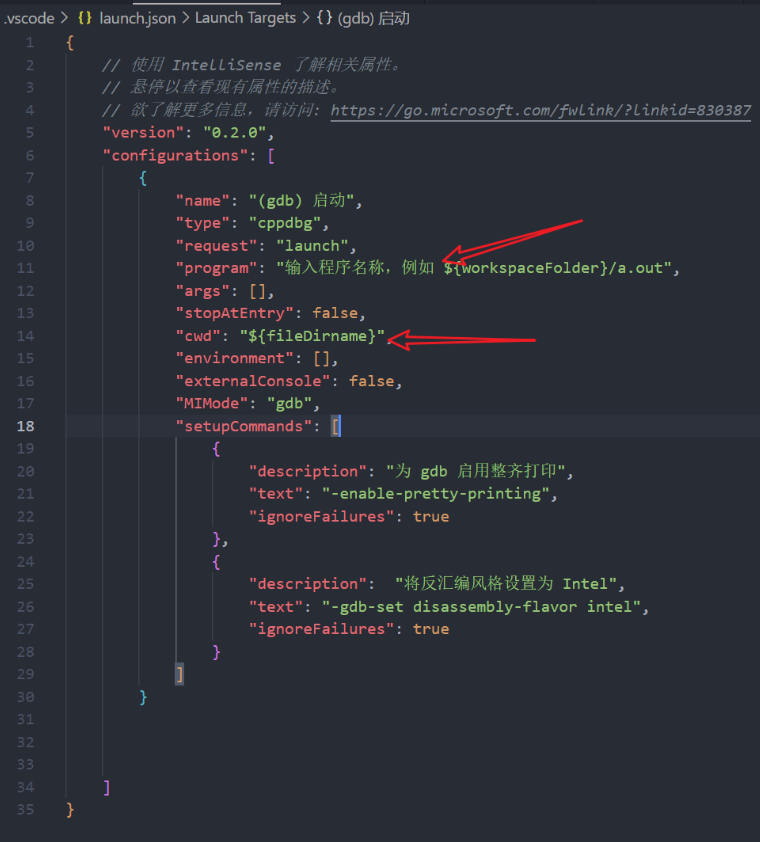 .vscode > {} launch.json > Launch Targets > {} (gdb) 启动
1 {
2 // 使用 IntelliSense 了解相关属性。
3 // 悬停以查看现有属性的描述。
4 // 欲了解更多信息，请访问: https://go.microsoft.com/fwlink/?linkid=830387
5 "version": "0.2.0",
6 "configurations": [
7 {
8 "name": "(gdb) 启动",
9 "type": "cppdbg",
10 "request": "launch",
11 "program": "输入程序名称，例如 ${workspaceFolder}/a.out",
12 "args": [],
13 "stopAtEntry": false,
14 "cwd": "${fileDirname}",
15 "environment": [],
16 "externalConsole": false,
17 "MIMode": "gdb",
18 "setupCommands": [
19 {
20 "description": "为 gdb 启用整齐打印",
21 "text": "-enable-pretty-printing",
22 "ignoreFailures": true
23 },
24 {
25 "description":  "将反汇编风格设置为 Intel",
26 "text": "-gdb-set disassembly-flavor intel",
27 "ignoreFailures": true
28 }
29 ]
30 }
31
32
33
34 ]
35 }